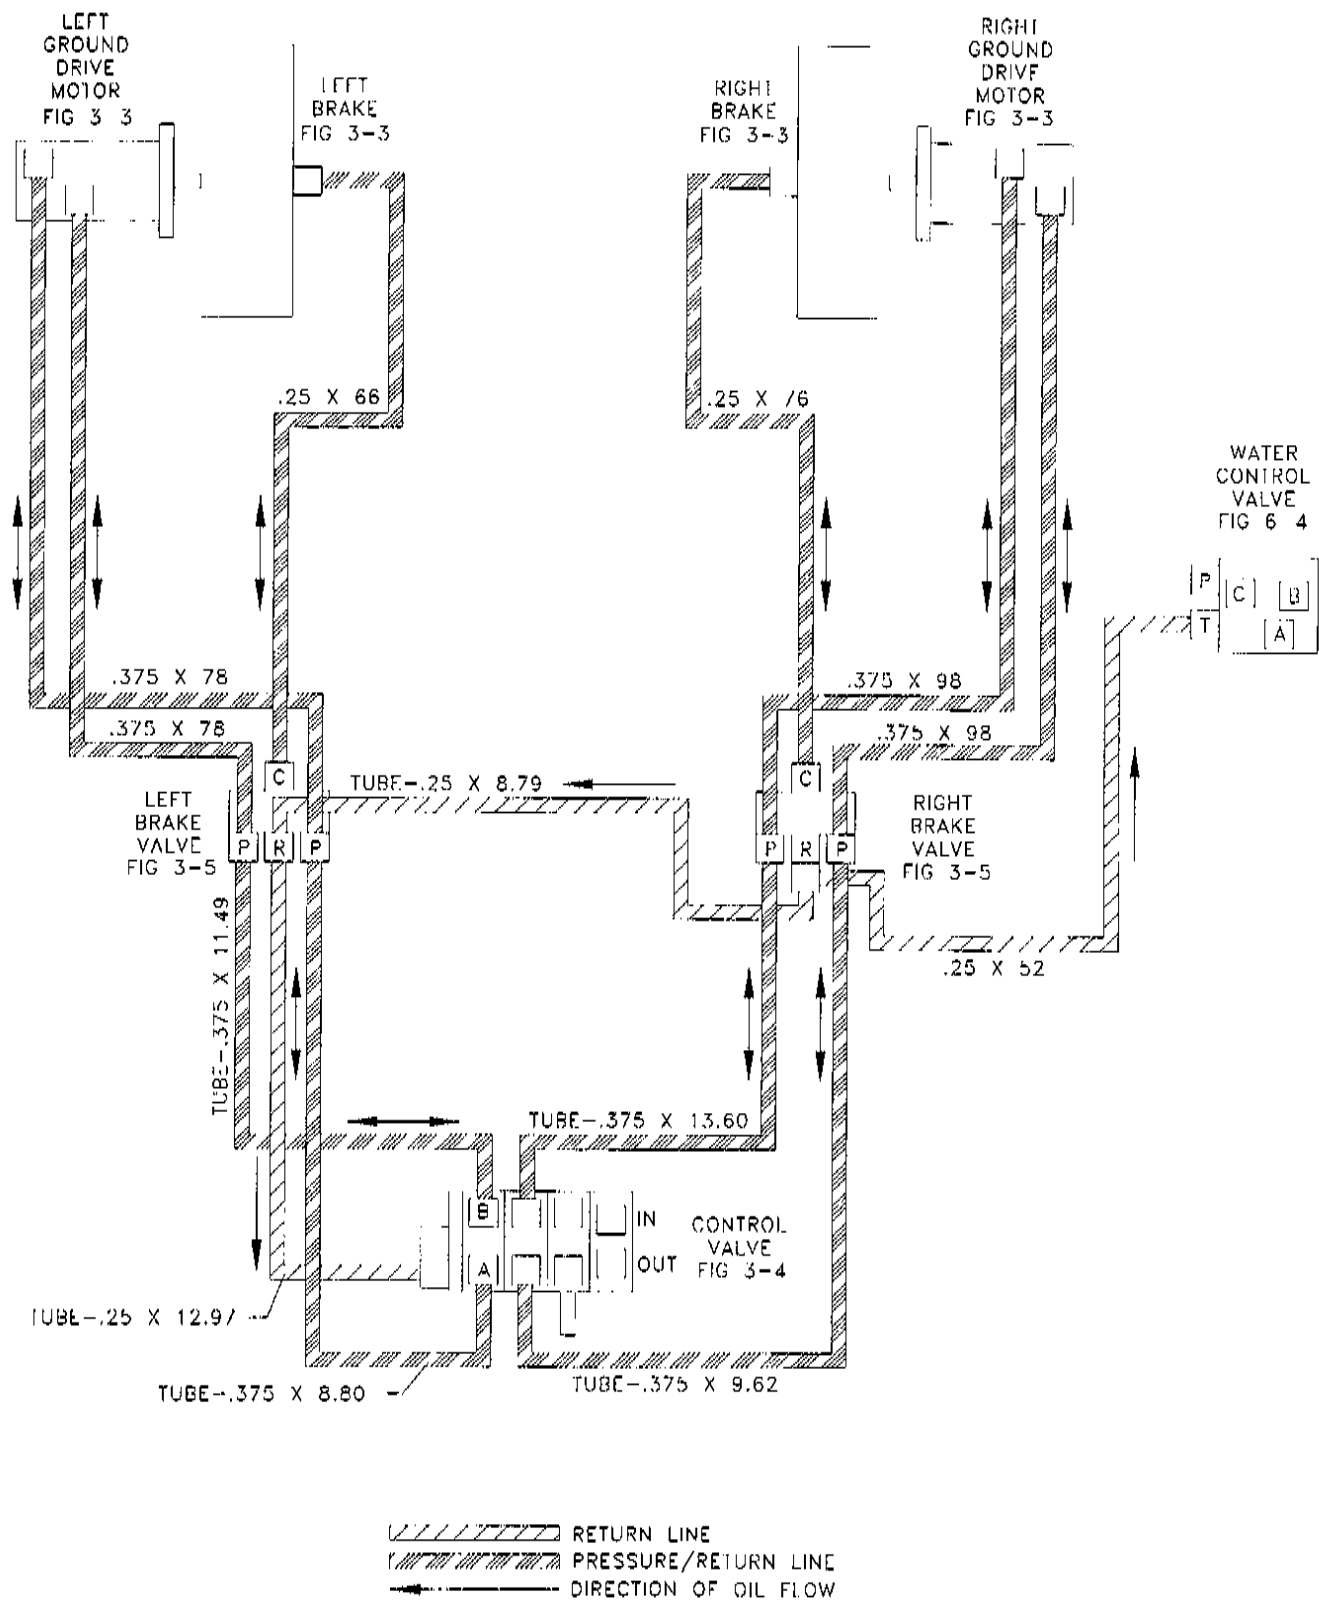 LEFT
GROUND
DRIVE
MOTOR
FIG 3 3
LEFT
BRAKE
FIG 3-3
RIGHT
BRAKE
FIG 3-3
RIGHT
GROUND
DRIVE
MOTOR
FIG 3-3
.25 X 66
.25 X 76
WATER
CONTROL
VALVE
FIG 6 4
P
C
B
T
A
.375 X 78
.375 X 98
.375 X 78
.375 X 98
C
TUBE-.25 X 8.79
C
LEFT
BRAKE
VALVE
FIG 3-5
P R P
P R P
RIGHT
BRAKE
VALVE
FIG 3-5
TUBE-.375 X 11.49
.25 X 52
TUBE-.375 X 13.60
B
IN
A
OUT
CONTROL
VALVE
FIG 3-4
TUBE-.25 X 12.97
TUBE-.375 X 8.80
TUBE-.375 X 9.62
RETURN LINE
PRESSURE/RETURN LINE
DIRECTION OF OIL FLOW